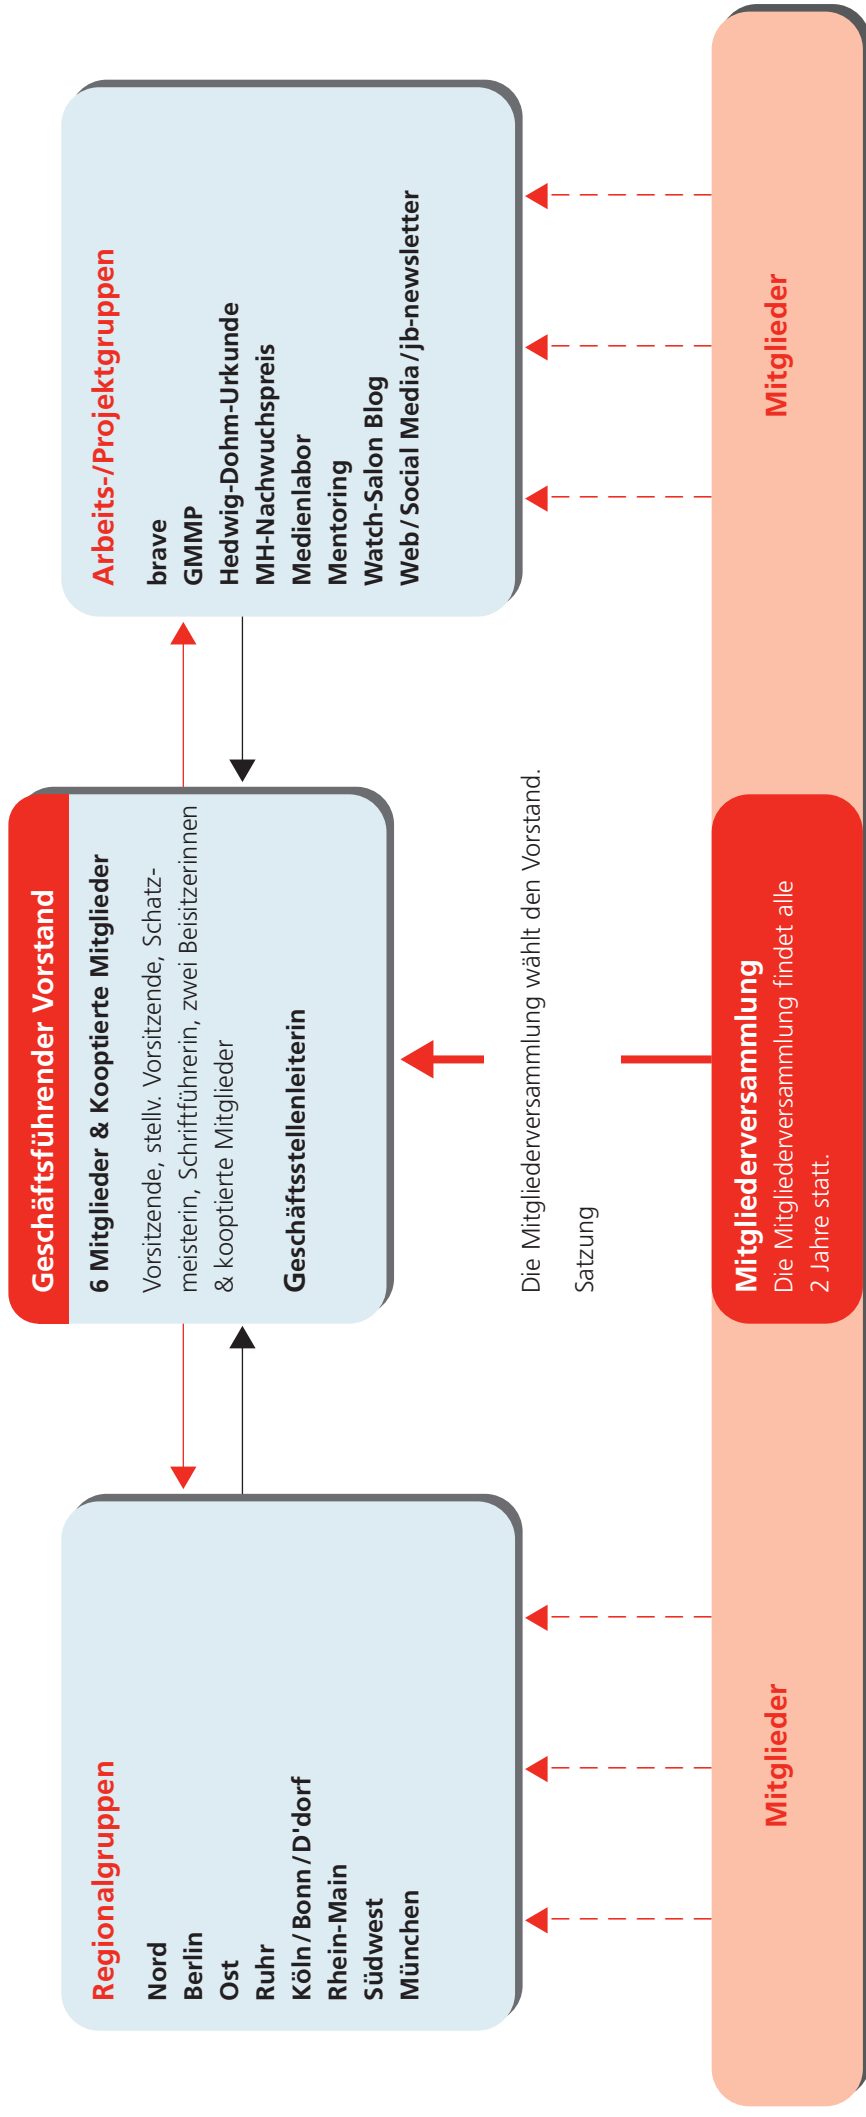 Regionalgruppen
Nord
Berlin
Ost
Ruhr
Köln/Bonn/D'dorf
Rhein-Main
Südwest
München
Geschäftsführender Vorstand
6 Mitglieder & Kooptierte Mitglieder
Vorsitzende, stellv. Vorsitzende, Schatz-
meisterin, Schriftführerin, zwei Beisitzerinnen
& kooptierte Mitglieder
Geschäftsstellenleiterin
Arbeits-/Projektgruppen
brave
GMMP
Hedwig-Dohm-Urkunde
MH-Nachwuchspreis
Medienlabor
Mentoring
Watch-Salon Blog
Web/Social Media/jb-newsletter
Die Mitgliederversammlung wählt den Vorstand.
Satzung
Mitglieder
Mitgliederversammlung
Die Mitgliederversammlung findet alle
2 Jahre statt.
Mitglieder